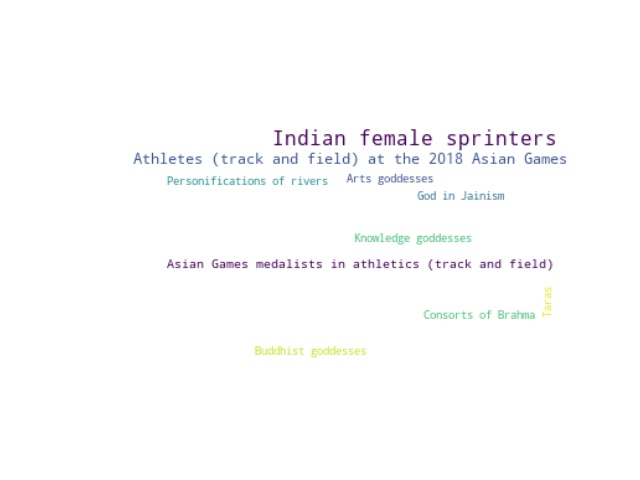 Indian female sprinters
Athletes (track and field) at the 2018 Asian Games
Personifications of rivers
Arts goddesses
God in Jainism
Knowledge goddesses
Asian Games medalists in athletics (track and field)
Taras
Consorts of Brahma
Buddhist goddesses